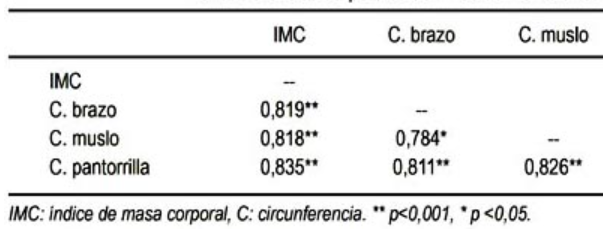 IMC C. brazo C. muslo
IMC --
C. brazo 0,819** --
C. muslo 0,818** 0,784* --
C. pantorrilla 0,835** 0,811** 0,826**
IMC: índice de masa corporal, C: circunferencia. ** p<0,001, * p <0,05.